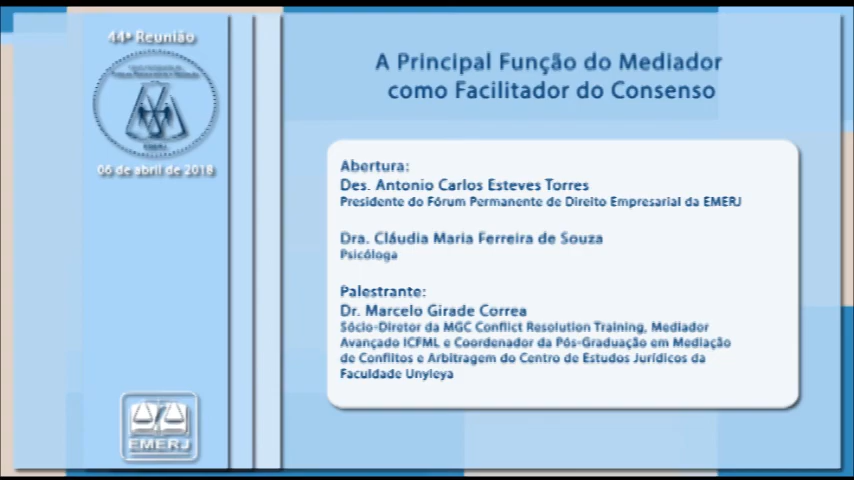 44ª Reunião
EMERJ
06 de abril de 2018
EMERJ
A Principal Função do Mediador
como Facilitador do Consenso
Abertura:
Des. Antonio Carlos Esteves Torres
Presidente do Fórum Permanente de Direito Empresarial da EMERJ
Dra. Cláudia Maria Ferreira de Souza
Psicóloga
Palestrante:
Dr. Marcelo Girade Correa
Sócio-Diretor da MGC Conflict Resolution Training, Mediador
Avançado ICFML e Coordenador da Pós-Graduação em Mediação
de Conflitos e Arbitragem do Centro de Estudos Jurídicos da
Faculdade Unyleya